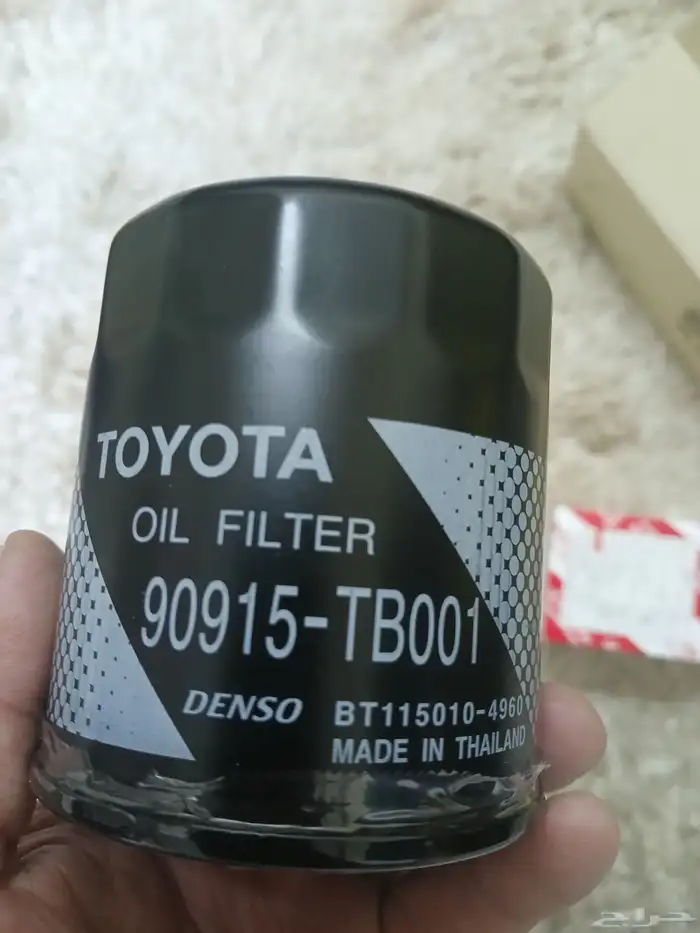 TOYOTA
OIL FILTER
90915-TB001
DENSO BT115010-4960
MADE IN THAILAND
حراج